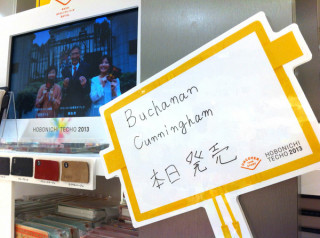 HOBONICHI TECHO 2013
Buchanan
Cunningham
本日発売
HOBONICHI
TECHO 2013